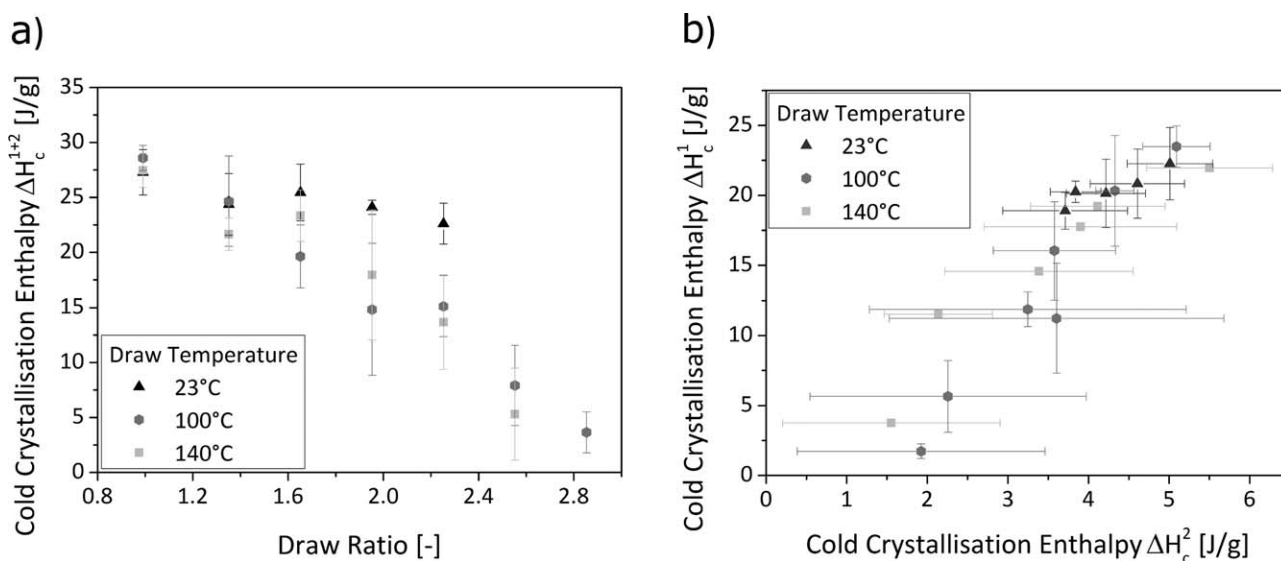 a)
Cold Crystallisation Enthalpy ΔH_c^{1+2} [J/g]
35
30
25
20
15
10
5
0
Draw Temperature
23°C
100°C
140°C
0.8 1.2 1.6 2.0 2.4 2.8
Draw Ratio [-]
b)
Cold Crystallisation Enthalpy ΔH_c^1 [J/g]
25
20
15
10
5
0
Draw Temperature
23°C
100°C
140°C
0 1 2 3 4 5 6
Cold Crystallisation Enthalpy ΔH_c^2 [J/g]